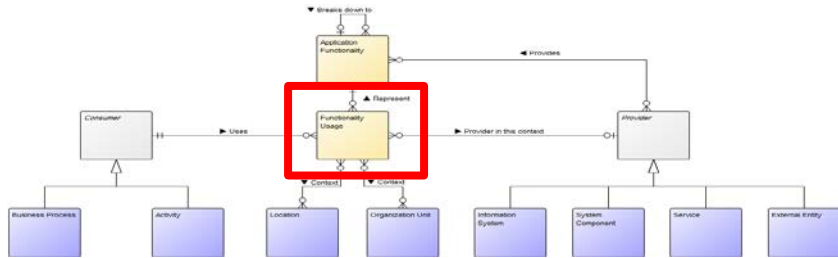 ▼ Breaks down to
Application
Functionality
◄ Provides
▲ Represent
Consumer
Functionality
Usage
Provider
► Uses
► Provider in this context
▼ Context
▼ Context
Business Process
Activity
Location
Organization Unit
Information
System
System
Component
Service
External Entity